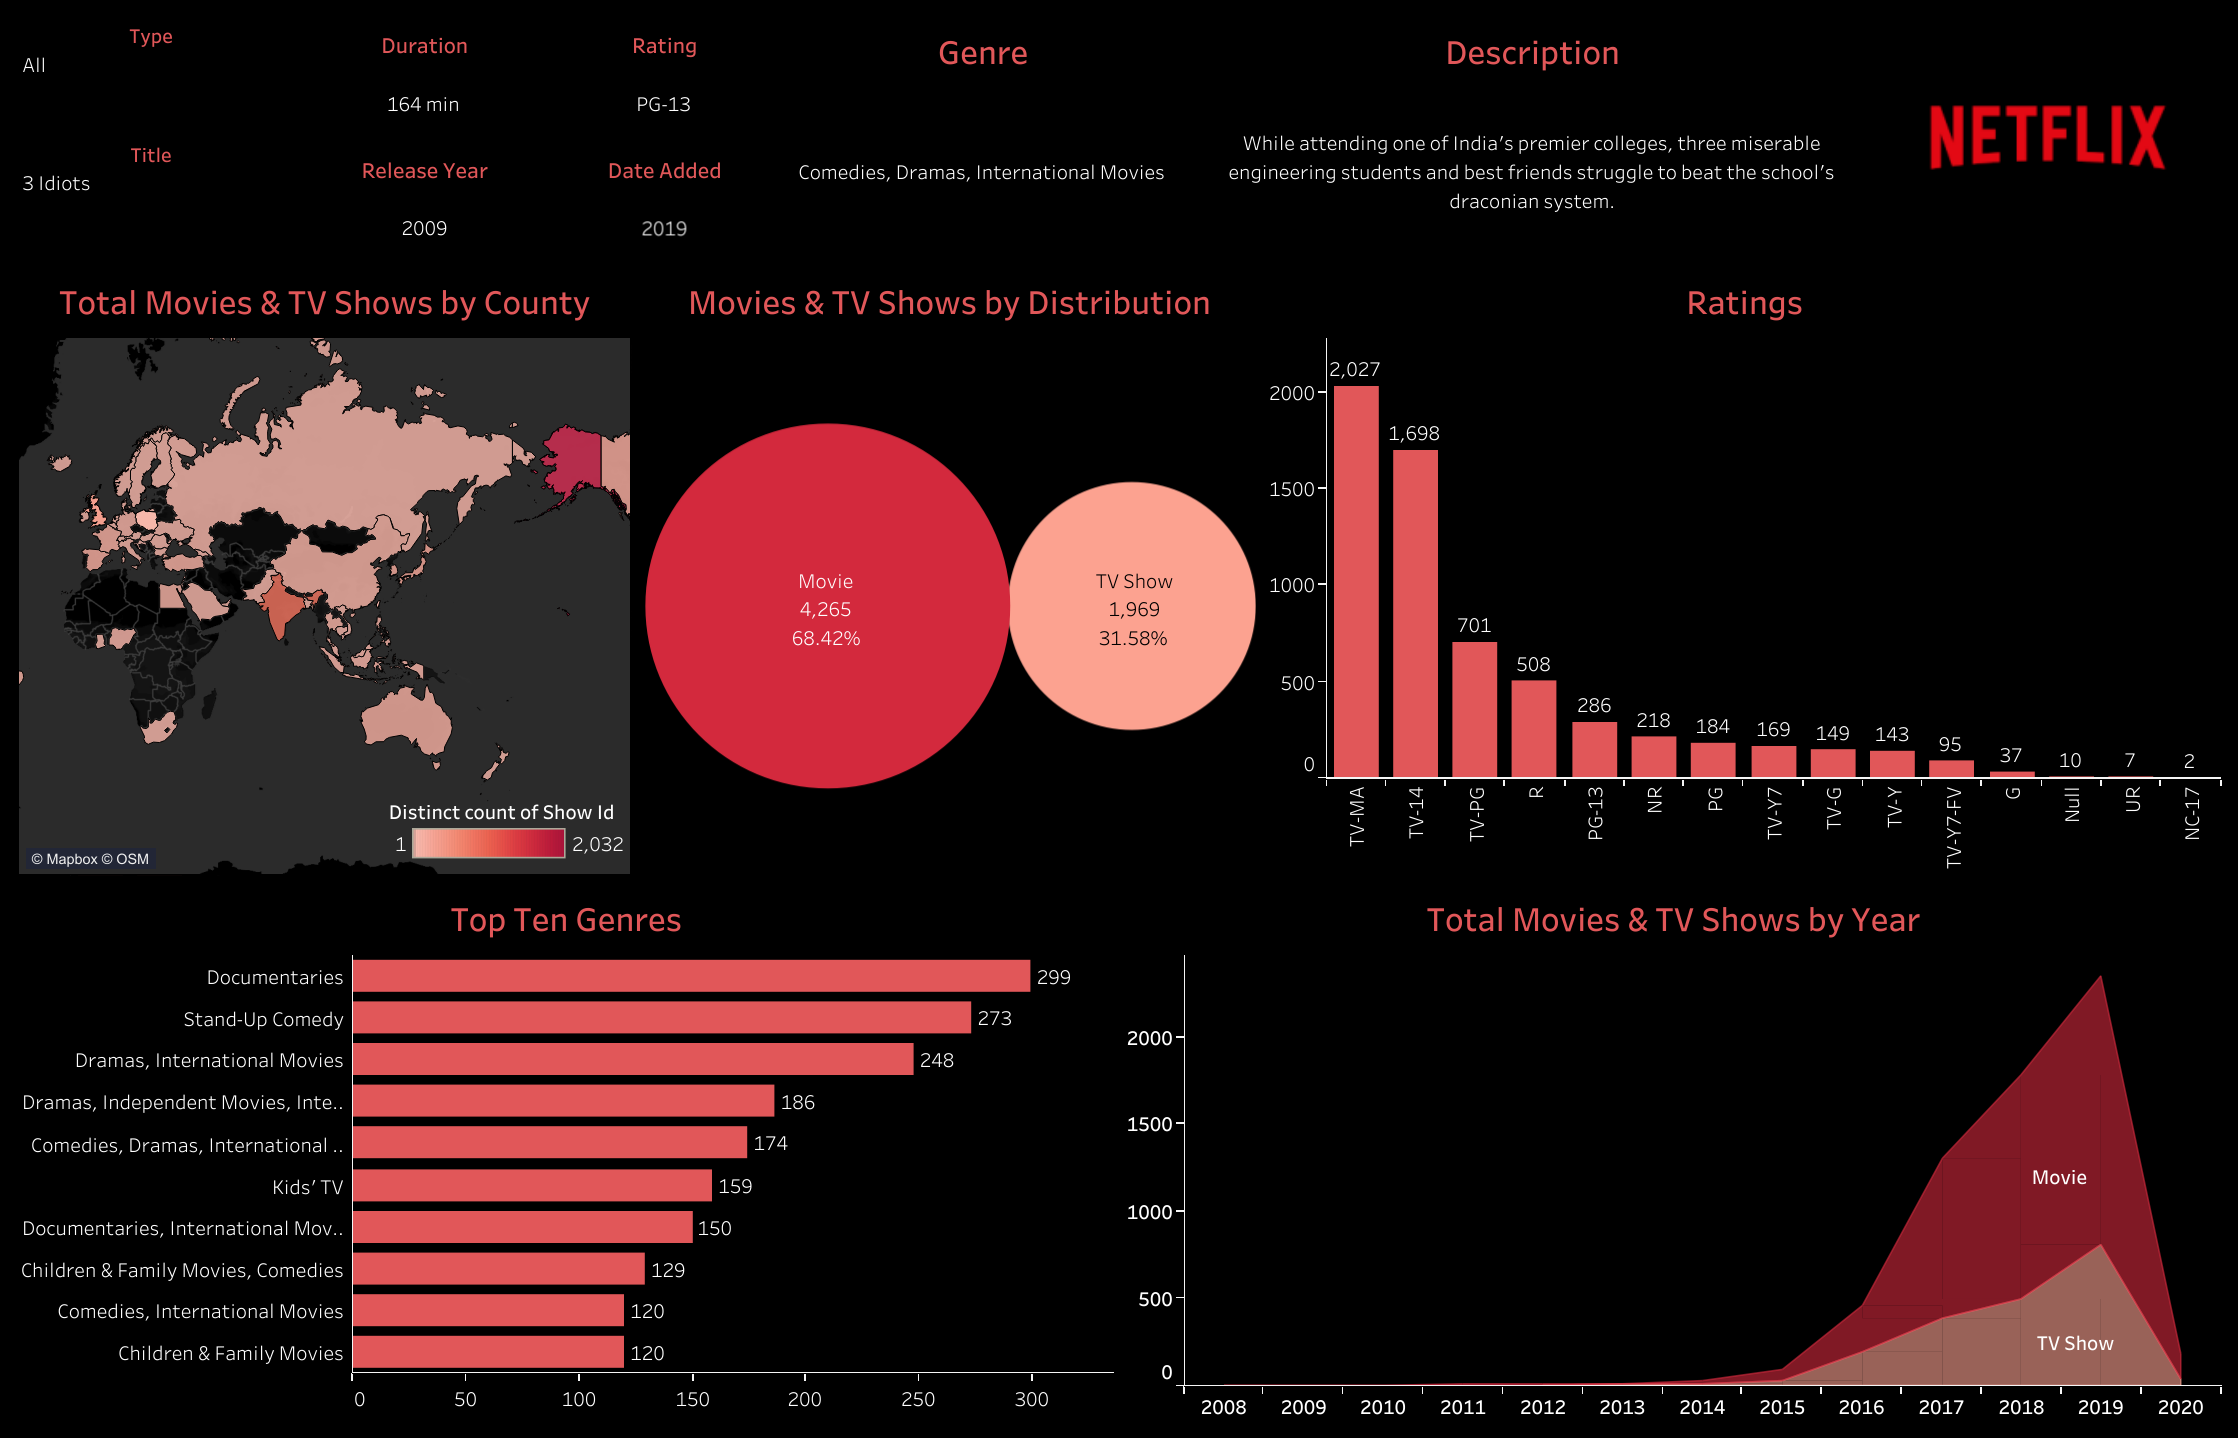 Type
All
Title
3 Idiots
Duration
164 min
Release Year
2009
Rating
PG-13
Date Added
2019
Genre
Comedies, Dramas, International Movies
Description
While attending one of India's premier colleges, three miserable
engineering students and best friends struggle to beat the school's
draconian system.
NETFLIX
Total Movies & TV Shows by County
Distinct count of Show Id
1
2,032
© Mapbox © OSM
Movies & TV Shows by Distribution
Movie
4,265
68.42%
TV Show
1,969
31.58%
Ratings
2000
1500
1000
500
0
2,027
1,698
701
508
286
218
184
169
149
143
95
37
10
7
2
TV-MA
TV-14
TV-PG
R
PG-13
NR
PG
TV-Y7
TV-G
TV-Y
TV-Y7-FV
G
Null
UR
NC-17
Top Ten Genres
Documentaries 299
Stand-Up Comedy 273
Dramas, International Movies 248
Dramas, Independent Movies, Inte.. 186
Comedies, Dramas, International .. 174
Kids' TV 159
Documentaries, International Mov.. 150
Children & Family Movies, Comedies 129
Comedies, International Movies 120
Children & Family Movies 120
0 50 100 150 200 250 300
Total Movies & TV Shows by Year
2000
1500
1000
500
0
Movie
TV Show
2008 2009 2010 2011 2012 2013 2014 2015 2016 2017 2018 2019 2020